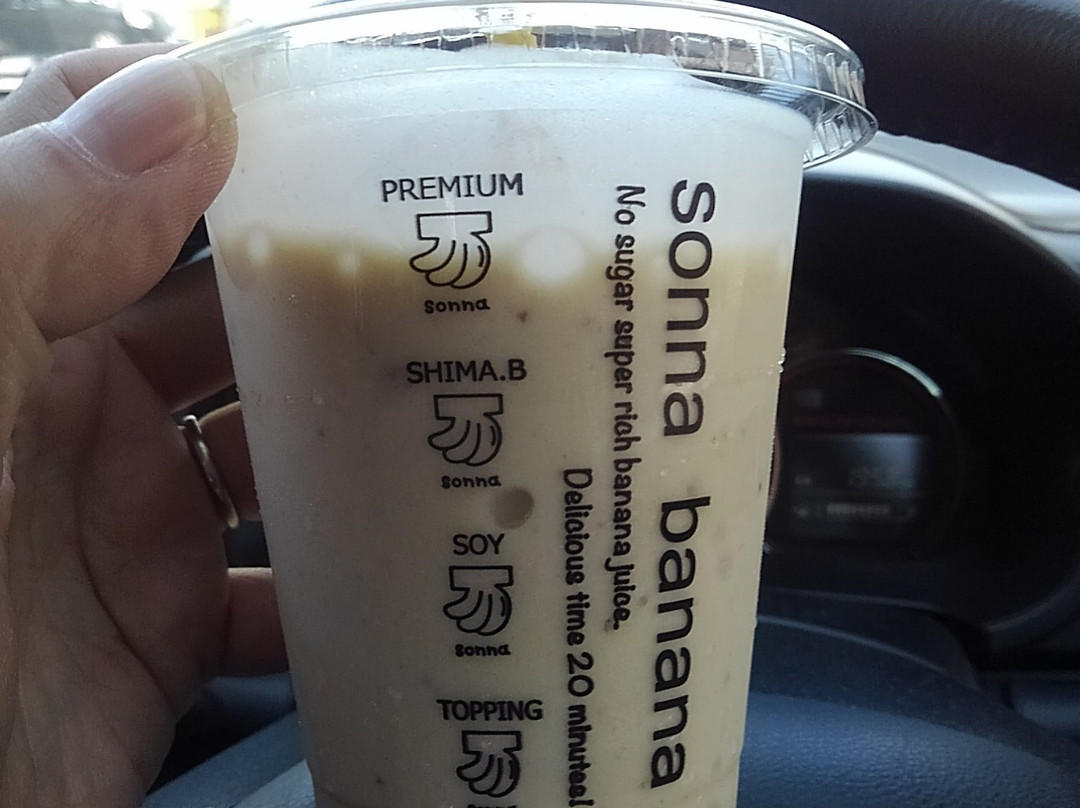 PREMIUM
sonna
SHIMA.B
sonna
SOY
sonna
TOPPING
sonna banana
No sugar super rich banana juice.
Delicious time 20 minutes!